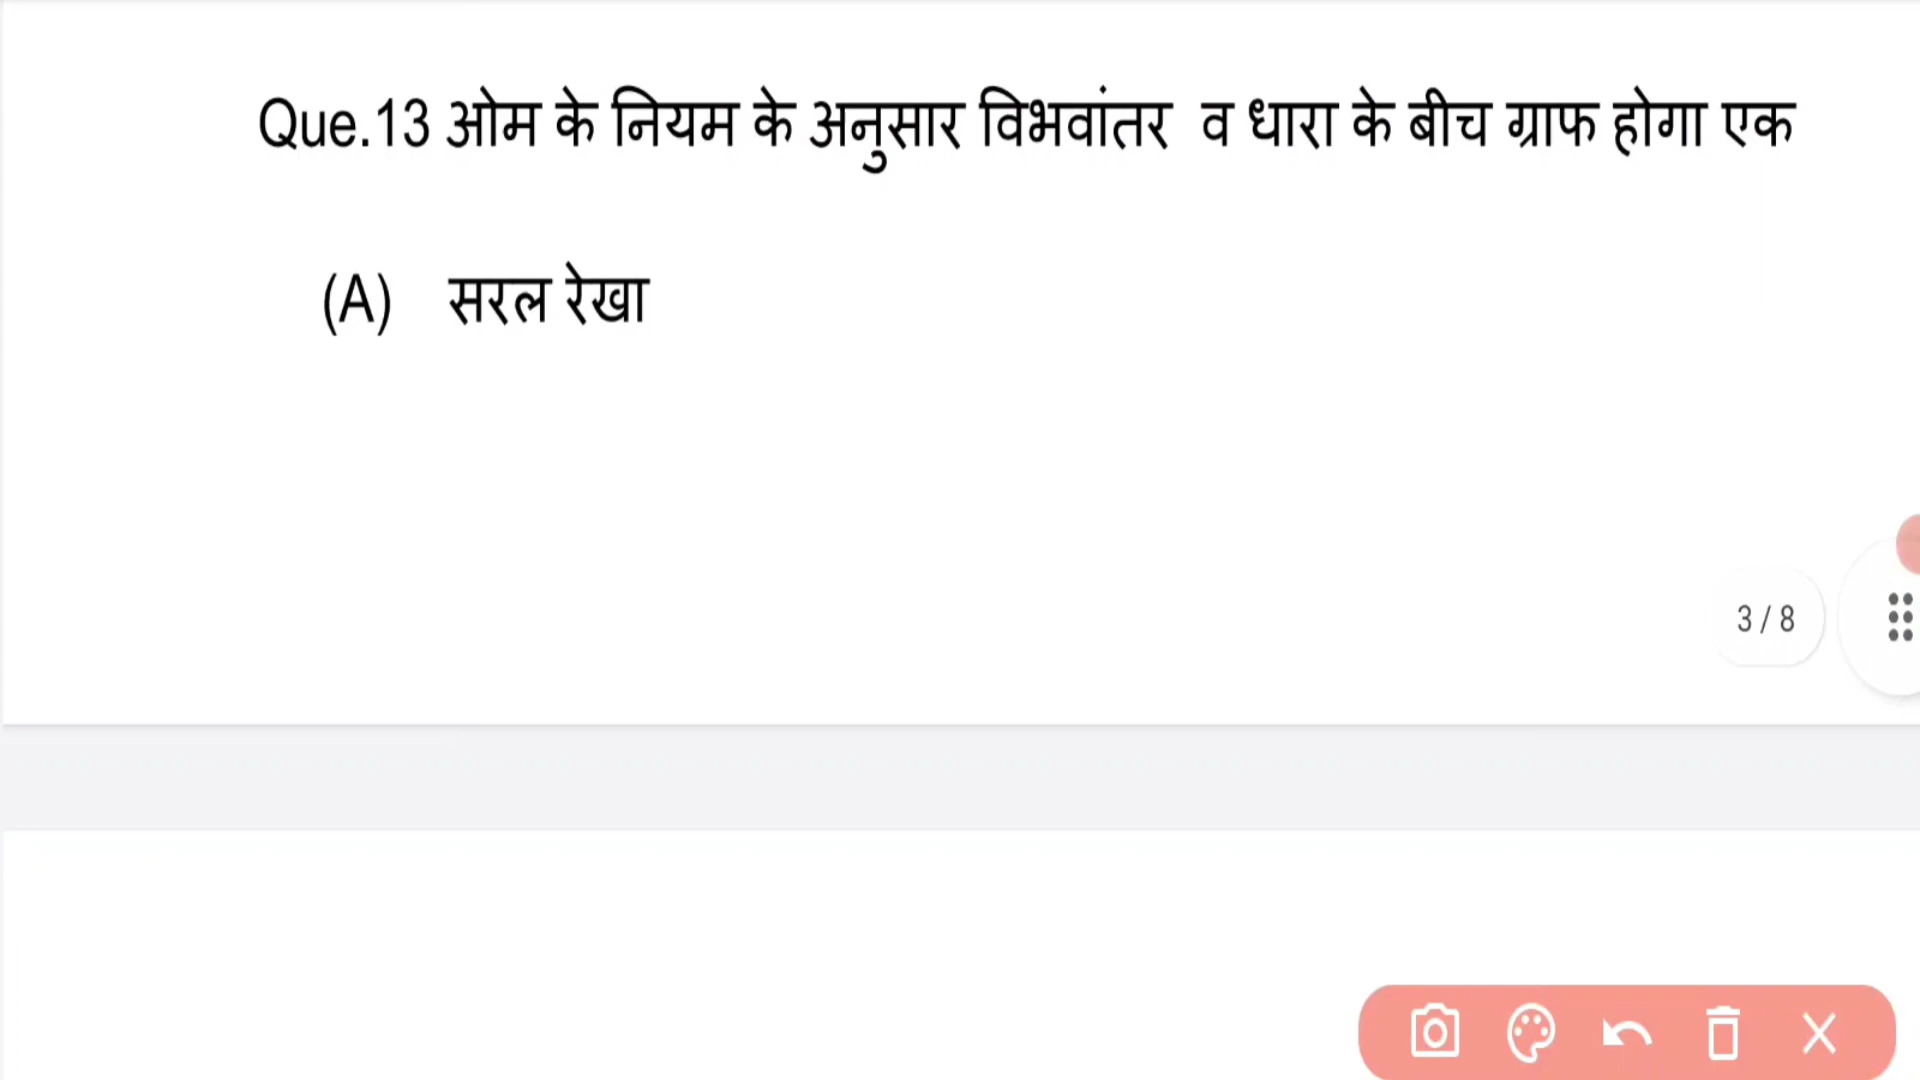 Que.13 ओम के नियम के अनुसार विभवांतर व धारा के बीच ग्राफ होगा एक
(A) सरल रेखा
3 / 8